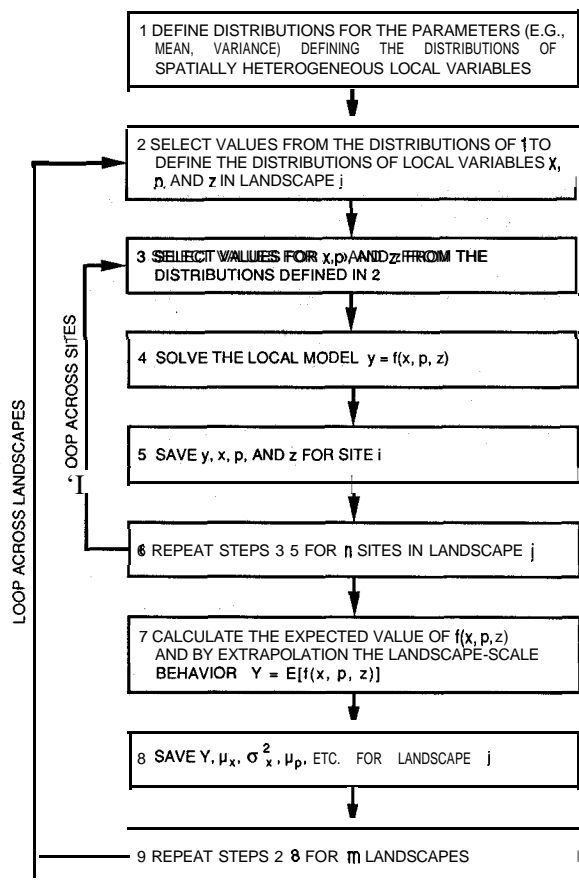 1 DEFINE DISTRIBUTIONS FOR THE PARAMETERS (E.G.,
MEAN, VARIANCE) DEFINING THE DISTRIBUTIONS OF
SPATIALLY HETEROGENEOUS LOCAL VARIABLES
2 SELECT VALUES FROM THE DISTRIBUTIONS OF 1 TO
DEFINE THE DISTRIBUTIONS OF LOCAL VARIABLES x,
p, AND z IN LANDSCAPE j
3 SELECT VALUES FOR x,p, AND z FROM THE
DISTRIBUTIONS DEFINED IN 2
4 SOLVE THE LOCAL MODEL y = f(x, p, z)
5 SAVE y, x, p, AND z FOR SITE i
6 REPEAT STEPS 3 5 FOR n SITES IN LANDSCAPE j
7 CALCULATE THE EXPECTED VALUE OF f(x, p,z)
AND BY EXTRAPOLATION THE LANDSCAPE-SCALE
BEHAVIOR Y = E[f(x, p, z)]
8 SAVE Y, μx, σ²x, μp, ETC. FOR LANDSCAPE j
9 REPEAT STEPS 2 8 FOR m LANDSCAPES
LOOP ACROSS SITES
LOOP ACROSS LANDSCAPES